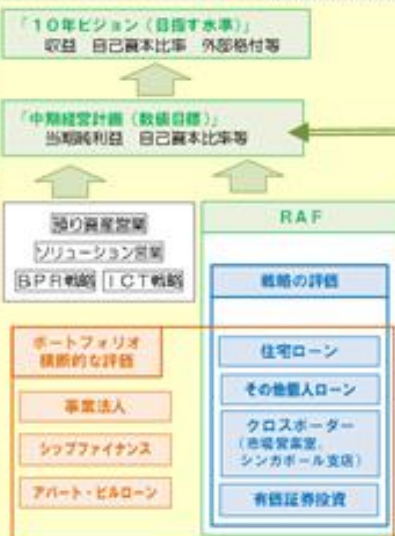 「10年ビジョン（目指す水準）」
収益　自己資本比率　外部格付等
「中期経営計画（数値目標）」
当期純利益　自己資本比率等
預り資産営業
ソリューション営業
BPR戦略　ICT戦略
RAF
戦略の評価
ポートフォリオ
横断的な評価
事業法人
シップファイナンス
アパート・ビルローン
住宅ローン
その他個人ローン
クロスボーダー
（市場営業室、
シンガポール支店）
有価証券投資